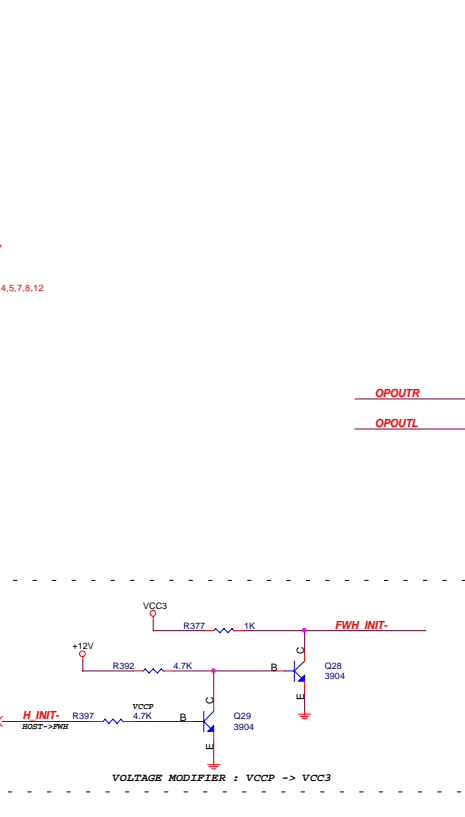 4,5,7,8,12
OPOUTR
OPOUTL
VCC3
R377 1K FWH_INIT-
+12V
R392 4.7K B C Q28
3904
E
H_INIT- R397 VCCP 4.7K B C Q29
HOST->FWH 3904
E
VOLTAGE MODIFIER : VCCP -> VCC3